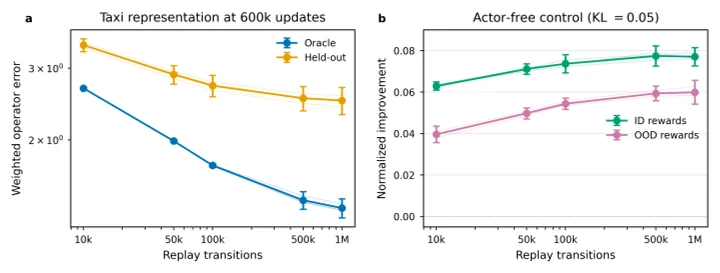 a
Taxi representation at 600k updates
Oracle
Held-out
3 × 10⁰
2 × 10⁰
Weighted operator error
10k
50k
100k
500k
1M
Replay transitions
b
Actor-free control (KL = 0.05)
0.08
0.06
0.04
0.02
0.00
Normalized improvement
ID rewards
OOD rewards
10k
50k
100k
500k
1M
Replay transitions